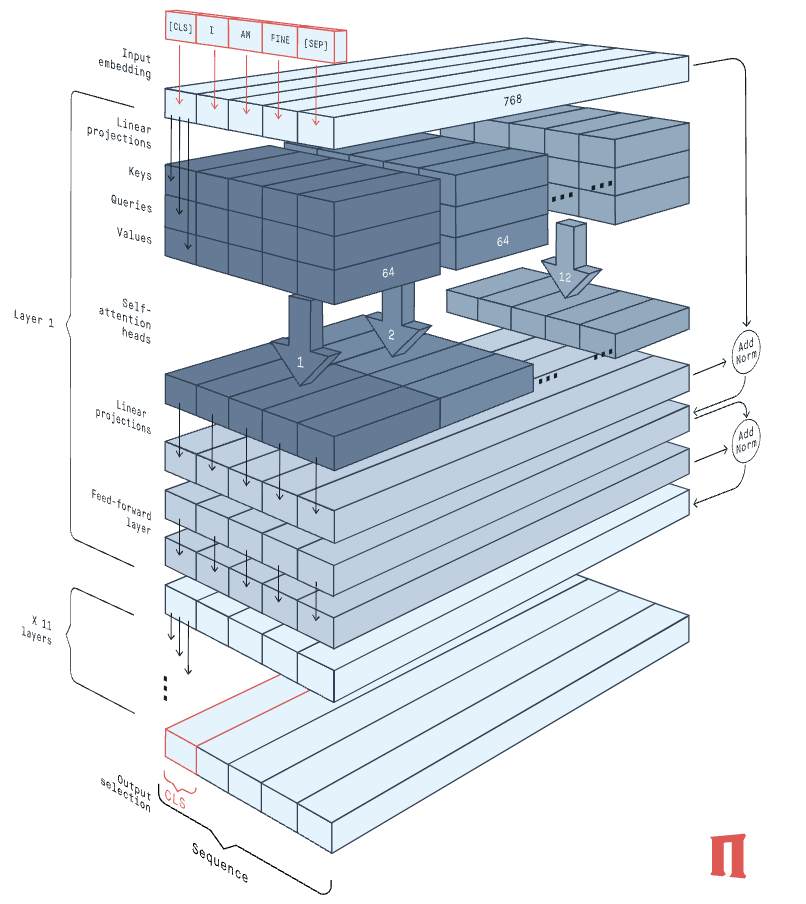 [CLS] I AM FINE [SEP]
Input
embedding
768
Linear
projections
Keys
Queries
Values
64
64
12
Layer 1
Self-
attention
heads
1
2
Add
Norm
Linear
projections
Add
Norm
Feed-forward
layer
X 11
layers
Output
selection
CLS
Sequence